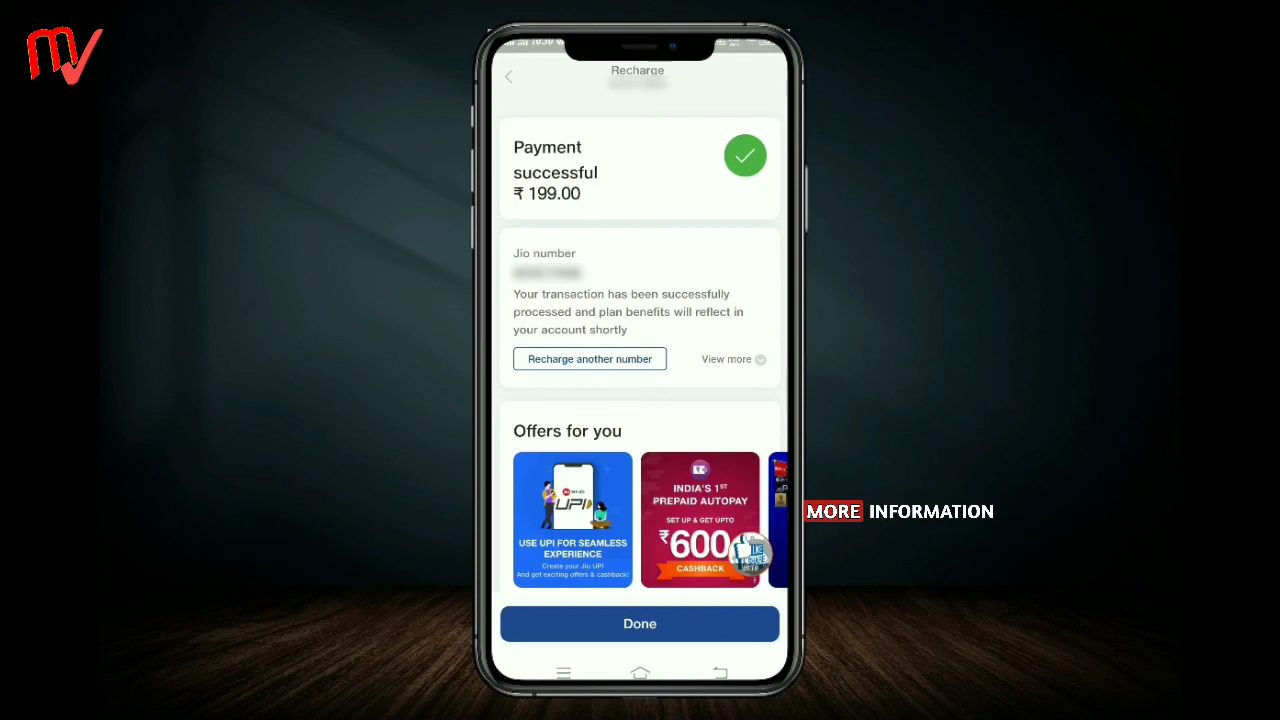 MV
Recharge
Payment
successful
₹ 199.00
Jio number
Your transaction has been successfully
processed and plan benefits will reflect in
your account shortly
Recharge another number
View more
Offers for you
UPI
USE UPI FOR SEAMLESS
EXPERIENCE
Create your Jio UPI
And get exciting offers & cashback!
INDIA'S 1ST
PREPAID AUTOPAY
SET UP & GET UPTO
₹600
CASHBACK
LIKE
SHARE
MORE INFORMATION
Done